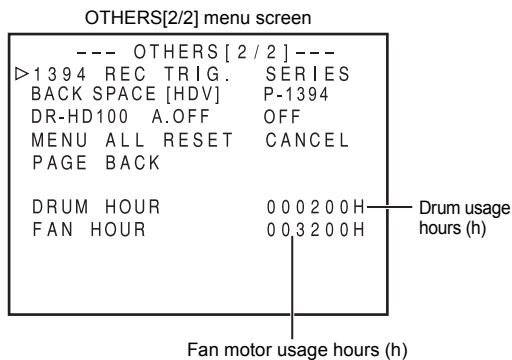 OTHERS[2/2] menu screen
--- OTHERS[2/2]---
▷1394 REC TRIG. SERIES
BACK SPACE [HDV] P-1394
DR-HD100 A.OFF OFF
MENU ALL RESET CANCEL
PAGE BACK
DRUM HOUR 000200H
FAN HOUR 003200H
Drum usage
hours (h)
Fan motor usage hours (h)